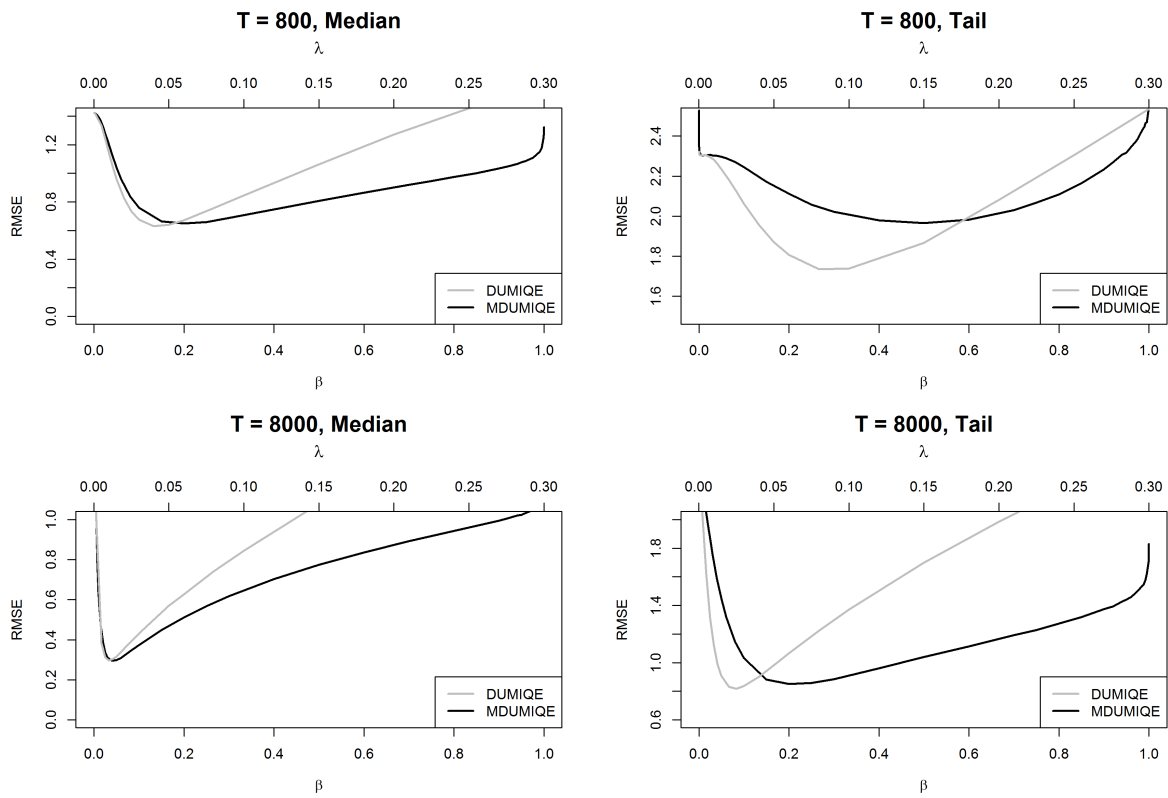 T = 800, Median
λ
0.00 0.05 0.10 0.15 0.20 0.25 0.30
RMSE
0.0 0.4 0.8 1.2
DUMIQE
MDUMIQE
0.0 0.2 0.4 0.6 0.8 1.0
β
T = 800, Tail
λ
0.00 0.05 0.10 0.15 0.20 0.25 0.30
RMSE
1.6 1.8 2.0 2.2 2.4
DUMIQE
MDUMIQE
0.0 0.2 0.4 0.6 0.8 1.0
β
T = 8000, Median
λ
0.00 0.05 0.10 0.15 0.20 0.25 0.30
RMSE
0.0 0.2 0.4 0.6 0.8 1.0
DUMIQE
MDUMIQE
0.0 0.2 0.4 0.6 0.8 1.0
β
T = 8000, Tail
λ
0.00 0.05 0.10 0.15 0.20 0.25 0.30
RMSE
0.6 1.0 1.4 1.8
DUMIQE
MDUMIQE
0.0 0.2 0.4 0.6 0.8 1.0
β